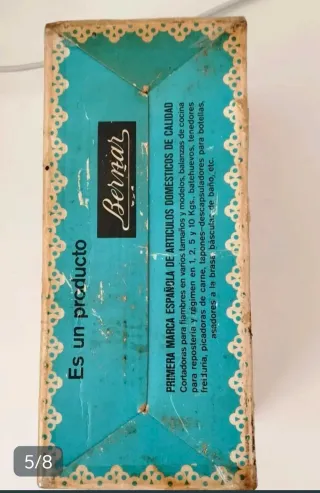 Es un producto
Bernar
PRIMERA MARCA ESPAÑOLA DE ARTICULOS DOMESTICOS DE CALIDAD
Cortadoras para fiambres en varios tamaños y modelos, balanzas de cocina
para repostería y régimen en 1, 2, 5 y 10 Kgs., batehuevos, tenedores
freiduria, picadoras de carne, tapones-descapsuladores para botellas,
asadores a la brasa, básculas de baño, etc.
5/8